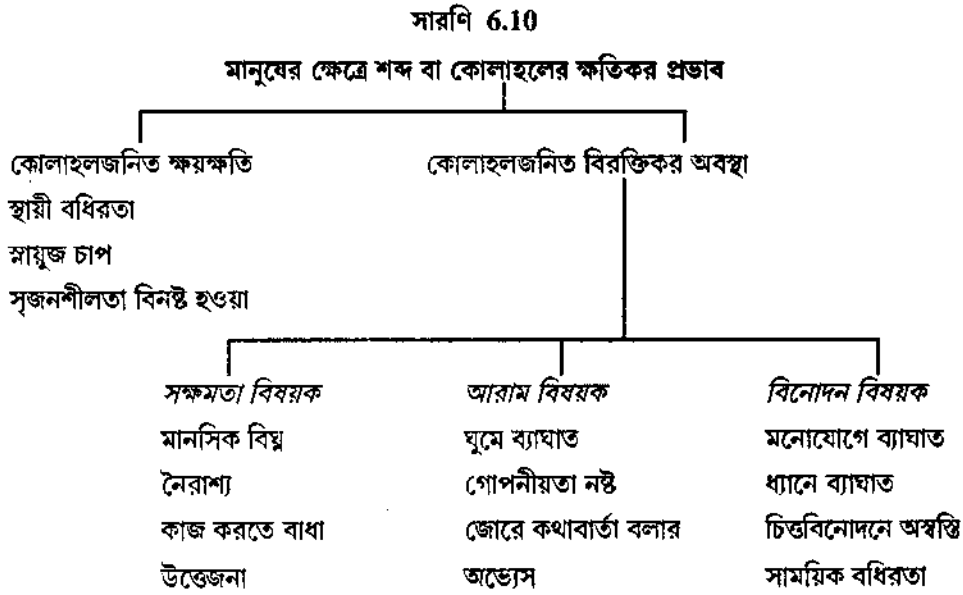 সারণি 6.10
মানুষের ক্ষেত্রে শব্দ বা কোলাহলের ক্ষতিকর প্রভাব
কোলাহলজনিত ক্ষয়ক্ষতি
স্থায়ী বধিরতা
স্নায়ুজ চাপ
সৃজনশীলতা বিনষ্ট হওয়া
কোলাহলজনিত বিরক্তিকর অবস্থা
সক্ষমতা বিষয়ক
মানসিক বিঘ্ন
নৈরাশ্য
কাজ করতে বাধা
উত্তেজনা
আরাম বিষয়ক
ঘুমে ব্যাঘাত
গোপনীয়তা নষ্ট
জোরে কথাবার্তা বলার
অভ্যেস
বিনোদন বিষয়ক
মনোযোগে ব্যাঘাত
ধ্যানে ব্যাঘাত
চিত্তবিনোদনে অস্বস্তি
সাময়িক বধিরতা